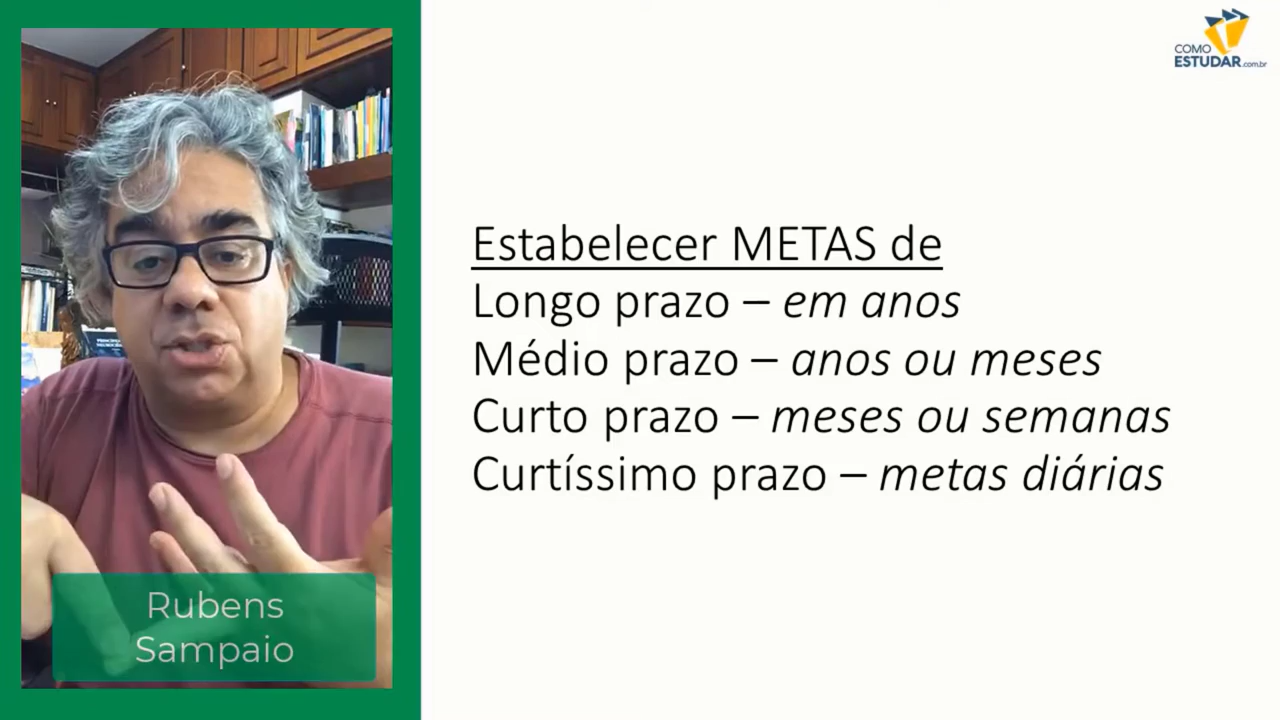 COMO
ESTUDAR.com.br
Estabelecer METAS de
Longo prazo – em anos
Médio prazo – anos ou meses
Curto prazo – meses ou semanas
Curtíssimo prazo – metas diárias
Rubens
Sampaio